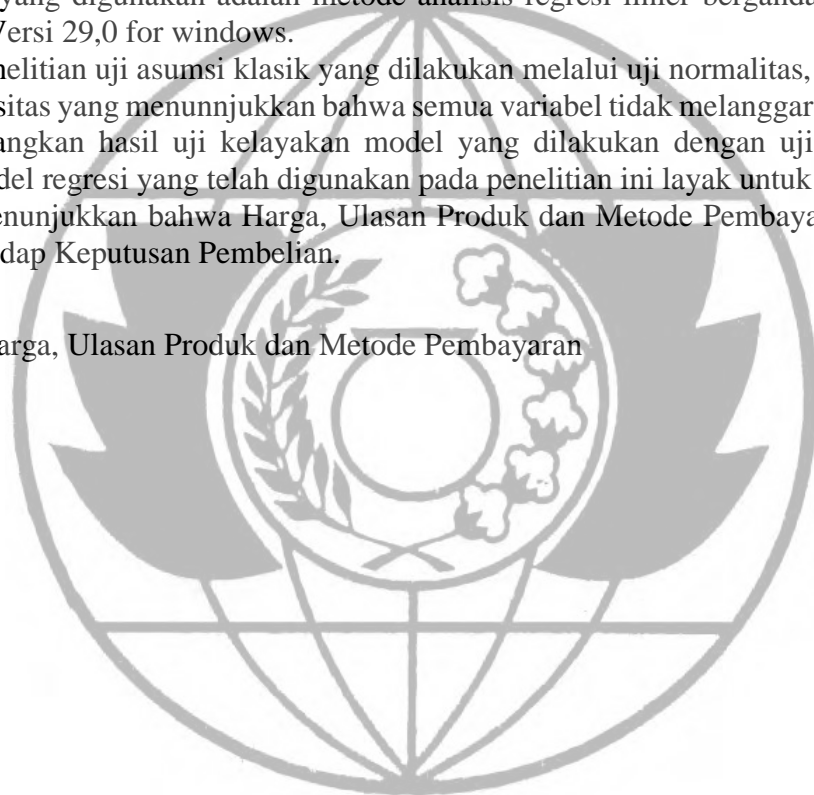 yang digunakan adalah metode analisis regresi linier berganda
Versi 29,0 for windows.
nelitian uji asumsi klasik yang dilakukan melalui uji normalitas,
sitas yang menunnjukkan bahwa semua variabel tidak melanggar
angkan hasil uji kelayakan model yang dilakukan dengan uji
del regresi yang telah digunakan pada penelitian ini layak untuk
enunjukkan bahwa Harga, Ulasan Produk dan Metode Pembaya
adap Keputusan Pembelian.
arga, Ulasan Produk dan Metode Pembayaran